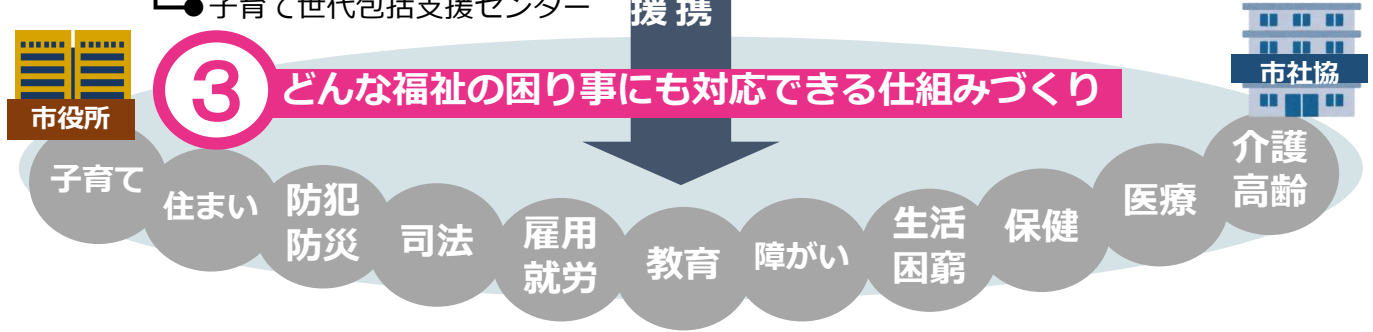 ●子育て世代包括支援センター
援携
市役所
③
どんな福祉の困り事にも対応できる仕組みづくり
市社協
子育て
住まい
防犯
防災
司法
雇用
就労
教育
障がい
生活
困窮
保健
医療
介護
高齢